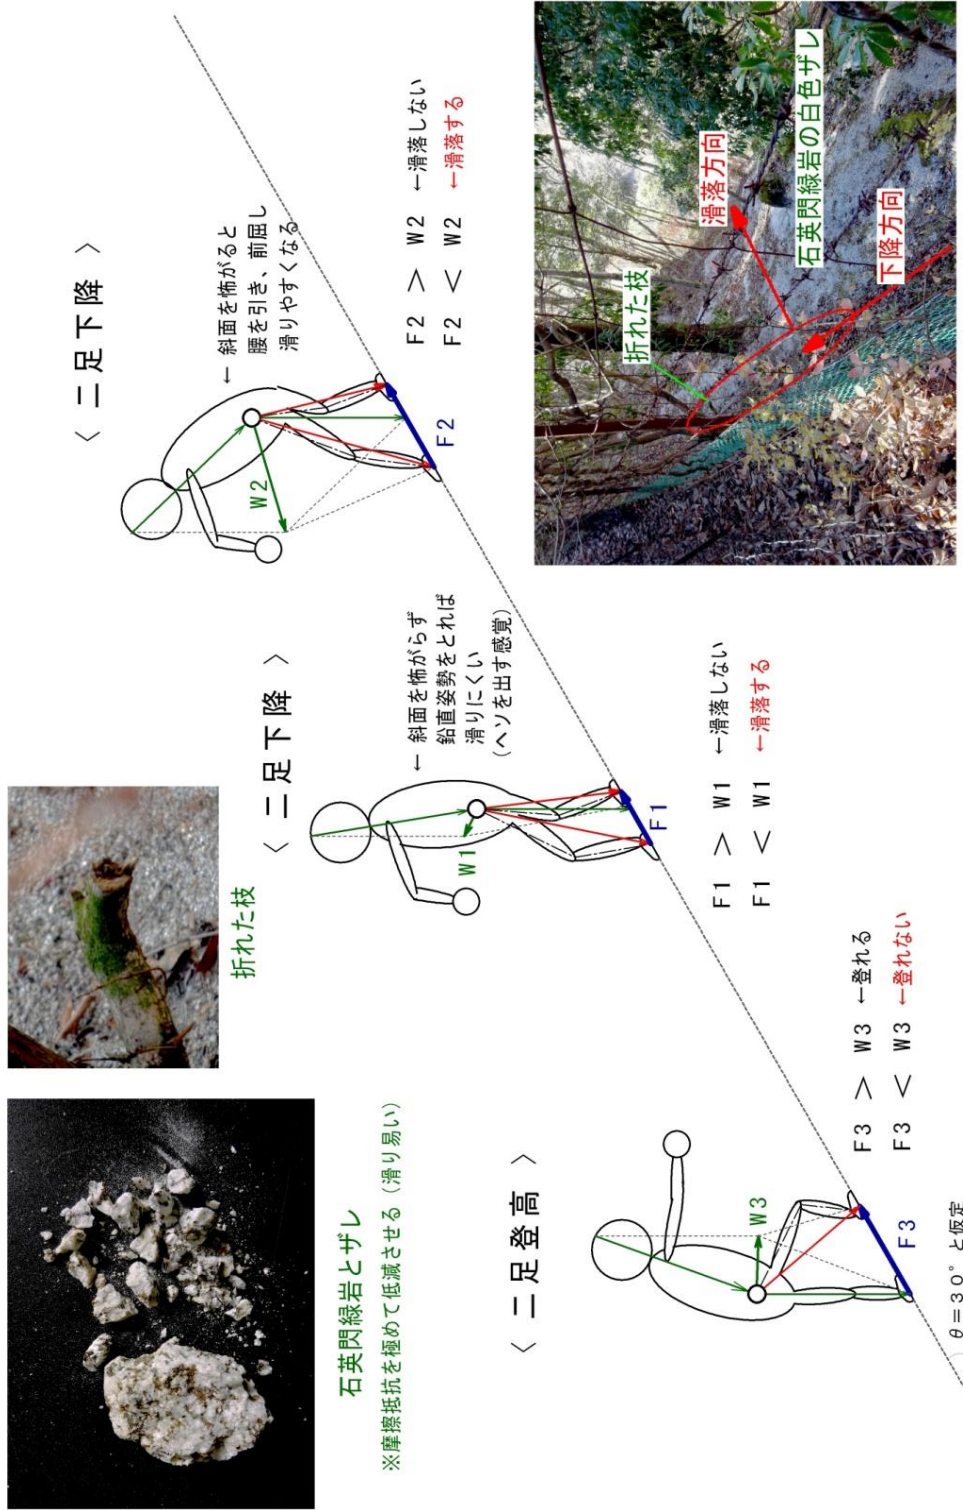 石英閃緑岩とザレ
※摩擦抵抗を極めて低減させる（滑り易い）
折れた枝
＜ 二足登高 ＞
W3
F3
F3 ＞ W3 ←登れる
F3 ＜ W3 ←登れない
θ＝30°と仮定
＜ 二足下降 ＞
← 斜面を怖がらず
鉛直姿勢をとれば
滑りにくい
（ヘソを出す感覚）
W1
F1
F1 ＞ W1 ←滑落しない
F1 ＜ W1 ←滑落する
＜ 二足下降 ＞
← 斜面を怖がると
腰を引き、前屈し
滑りやすくなる
W2
F2
F2 ＞ W2 ←滑落しない
F2 ＜ W2 ←滑落する
折れた枝
滑落方向
石英閃緑岩の白色ザレ
下降方向